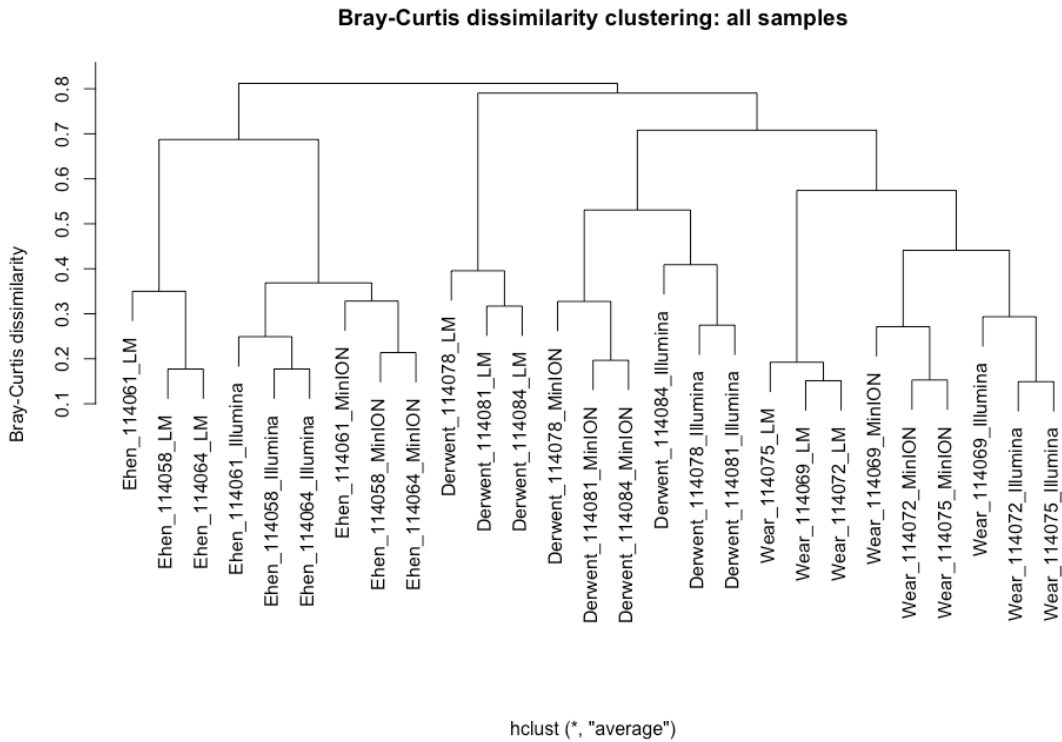 Bray-Curtis dissimilarity clustering: all samples
Bray-Curtis dissimilarity
0.8
0.7
0.6
0.5
0.4
0.3
0.2
0.1
Ehen_114061_LM
Ehen_114058_LM
Ehen_114064_LM
Ehen_114061_Illumina
Ehen_114058_Illumina
Ehen_114064_Illumina
Ehen_114061_MinION
Ehen_114058_MinION
Ehen_114064_MinION
Derwent_114078_LM
Derwent_114081_LM
Derwent_114084_LM
Derwent_114078_MinION
Derwent_114081_MinION
Derwent_114084_MinION
Derwent_114084_Illumina
Derwent_114078_Illumina
Derwent_114081_Illumina
Wear_114075_LM
Wear_114069_LM
Wear_114072_LM
Wear_114069_MinION
Wear_114072_MinION
Wear_114075_MinION
Wear_114069_Illumina
Wear_114072_Illumina
Wear_114075_Illumina
hclust (*, "average")